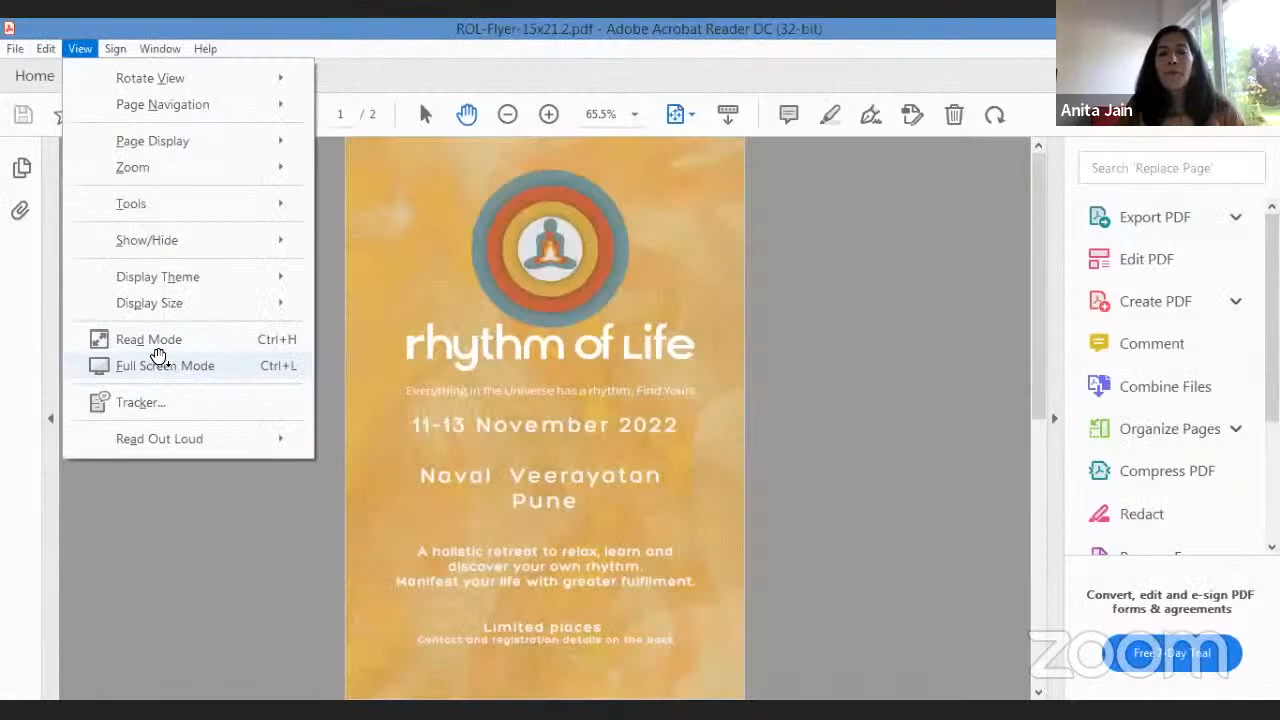 ROL-Flyer-15x21.2.pdf - Adobe Acrobat Reader DC (32-bit)
File Edit View Sign Window Help
Home
1 / 2
65.5%
Rotate View
Page Navigation
Page Display
Zoom
Tools
Show/Hide
Display Theme
Display Size
Read Mode Ctrl+H
Full Screen Mode Ctrl+L
Tracker...
Read Out Loud
rhythm of Life
Everything in the Universe has a rhythm, Find Yours
11-13 November 2022
Naval Veerayatan
Pune
A holistic retreat to relax, learn and
discover your own rhythm.
Manifest your life with greater fulfilment.
Limited places
Contact and registration details on the back
Anita Jain
Search 'Replace Page'
Export PDF
Edit PDF
Create PDF
Comment
Combine Files
Organize Pages
Compress PDF
Redact
Convert, edit and e-sign PDF
forms & agreements
Free 7-Day Trial
zoom